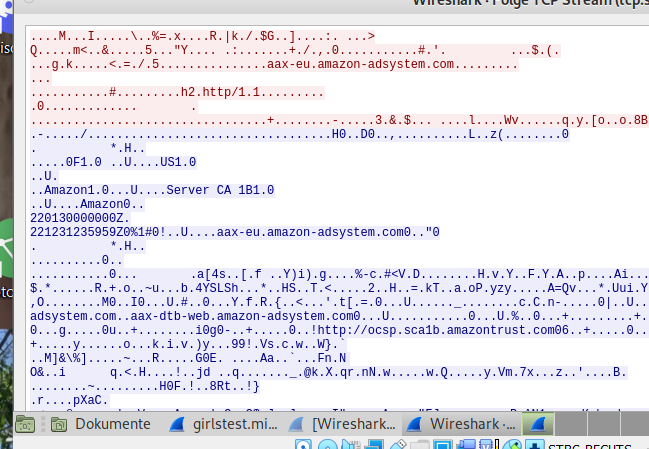 Wireshark · Folge TCP Stream (tcp.s
....M...I.....\..%=.x....R.|k./.$G..]....:. ...>
Q.....m<..&.....5..."Y.... .:.......+./.,.0...........#.'.         ...$.(.
...g.k.....<.=./.5...............aax-eu.amazon-adsystem.com.........
...
...........#.........h2.http/1.1.........
.0.............       .
...............................+........-.....3.&.$... ....l....Wv......q.y.[o..o.8B
.-...../..................................H0..D0..,..........L..z(........0
.          *.H..
.....0F1.0 ..U....US1.0
..U.
..Amazon1.0...U....Server CA 1B1.0
..U....Amazon0..
220130000000Z.
221231235959Z0%1#0!..U....aax-eu.amazon-adsystem.com0.."0
.          *.H..
..........0..
...........0...       .a[4s..[.f ..Y)i).g....%-c.#<V.D........H.v.Y..F.Y.A..p....Ai...
$.*......R.+.o..~u...b.4YSLSh...*..HS..T.<.....2..H..=.kT..a.oP.yzy.....A=Qv...*.Uui.Y
,O........M0..I0...U.#..0...Y.f.R.{..<...'.t[.=.0...U......_........c.C.n-.....0|..U..
adsystem.com..aax-dtb-web.amazon-adsystem.com0...U...........0...U.%..0...+.........+.
0...g.....0u..+........i0g0-..+.....0..!http://ocsp.sca1b.amazontrust.com06..+.....0..
+.....y......o...k.i.v.)y...99!.Vs.c.w..W}.`
..M]&\%]....~...R.....G0E. ....Aa..`...Fn.N
O&..i      q.<.H....!..jd ..q......._.@k.X.qr.nN.w.....w.Q.....y.Vm.7x...z..'....B.
........~.........H0F.!..8Rt..!}
.r....pXaC.
Dokumente
girlstest.mi...
[Wireshark...
Wireshark ·...